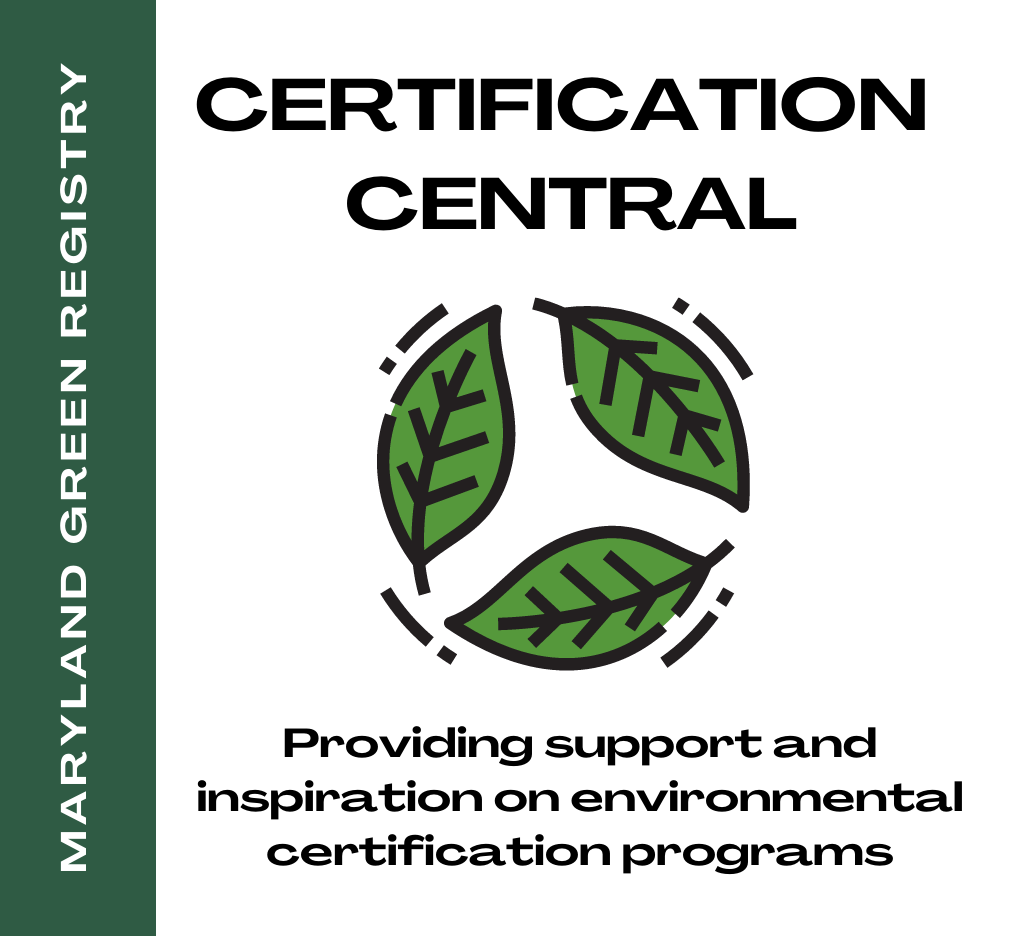 MARYLAND GREEN REGISTRY
CERTIFICATION
CENTRAL
Providing support and
inspiration on environmental
certification programs